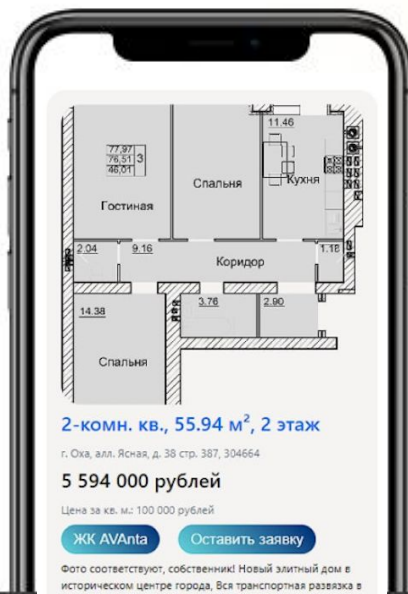 11.46
77,97
76,51
46,01
3
Спальня
Кухня
Гостиная
2.04
9.16
Коридор
1.16
14.38
3.76
2.90
Спальня
2-комн. кв., 55.94 м², 2 этаж
г. Оха, алл. Ясная, д. 38 стр. 387, 304664
5 594 000 рублей
Цена за кв. м.: 100 000 рублей
ЖК AVAnta
Оставить заявку
Фото соответствуют, собственник! Новый элитный дом в
историческом центре города, Вся транспортная развязка в